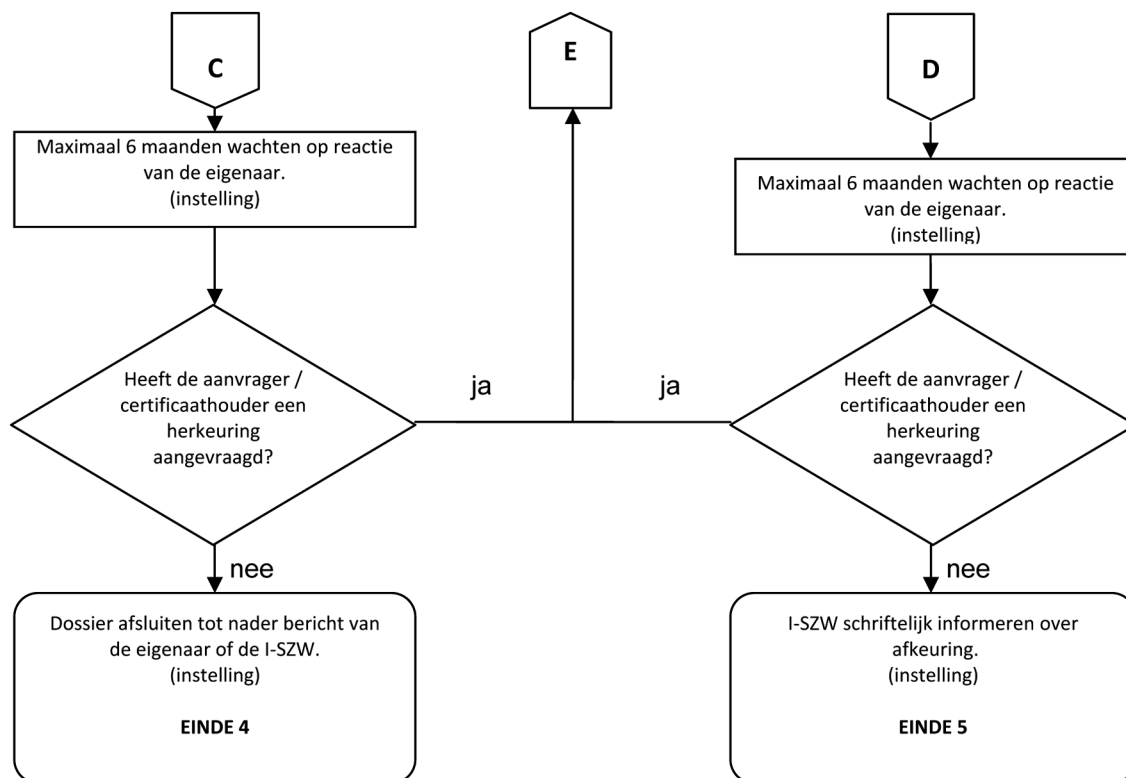 C
E
D
Maximaal 6 maanden wachten op reactie
van de eigenaar.
(instelling)
Maximaal 6 maanden wachten op reactie
van de eigenaar.
(instelling)
Heeft de aanvrager /
certificaathouder een
herkeuring
aangevraagd?
ja
ja
Heeft de aanvrager /
certificaathouder een
herkeuring
aangevraagd?
nee
nee
Dossier afsluiten tot nader bericht van
de eigenaar of de I-SZW.
(instelling)
EINDE 4
I-SZW schriftelijk informeren over
afkeuring.
(instelling)
EINDE 5